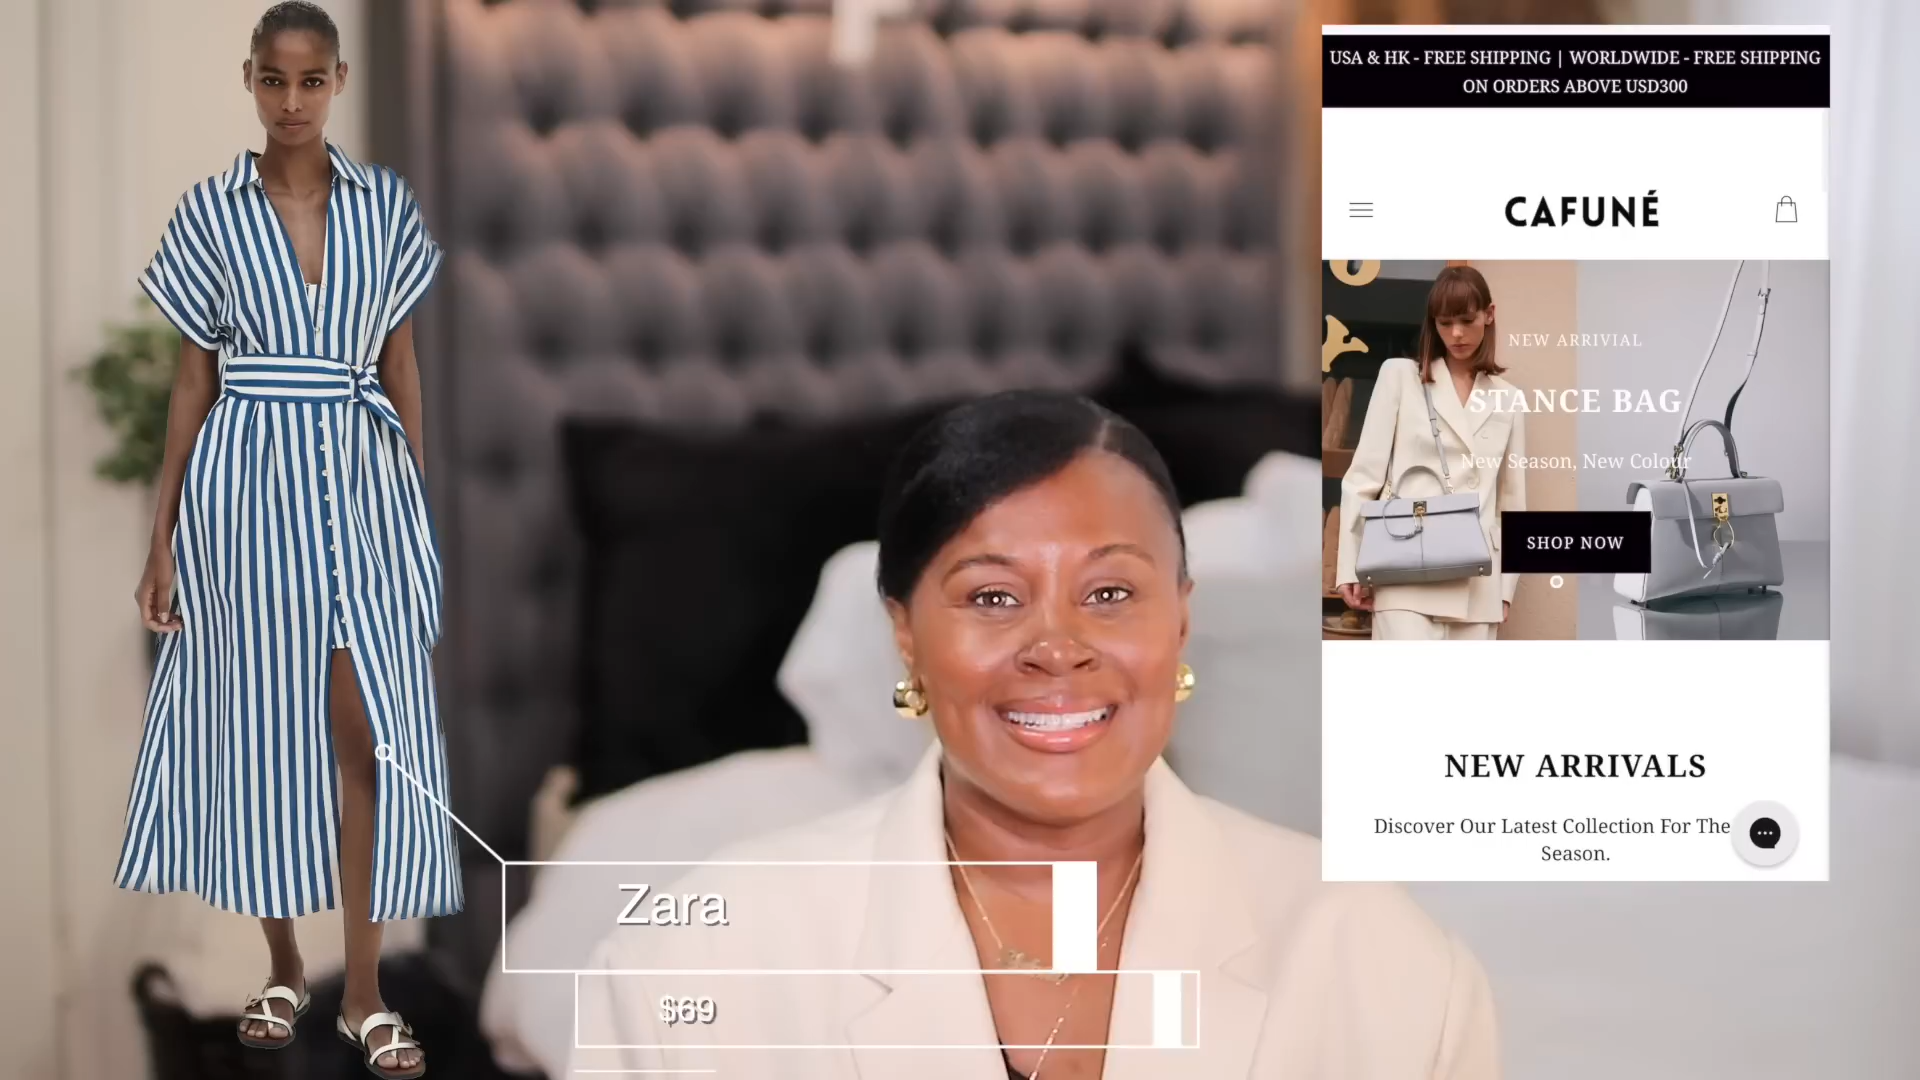 USA & HK - FREE SHIPPING | WORLDWIDE - FREE SHIPPING
ON ORDERS ABOVE USD300
CAFUNÉ
NEW ARRIVIAL
STANCE BAG
New Season, New Colour
SHOP NOW
NEW ARRIVALS
Discover Our Latest Collection For The
Season.
Zara
$69